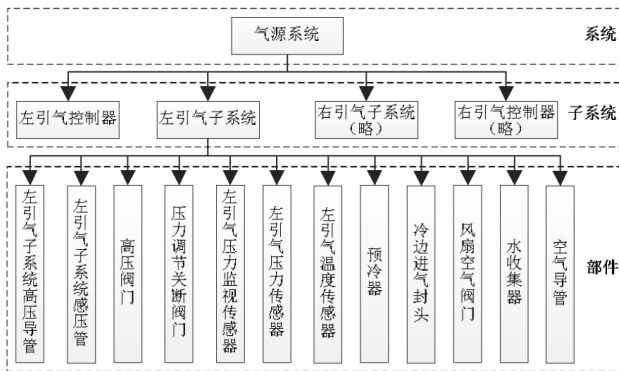 气源系统
系统
左引气控制器
左引气子系统
右引气子系统
（略）
右引气控制器
（略）
子系统
左引气子系统高压导管
左引气子系统感压管
高压阀门
压力调节关断阀门
左引气压力监视传感器
左引气压力传感器
左引气温度传感器
预冷器
冷边进气封头
风扇空气阀门
水收集器
空气导管
部件